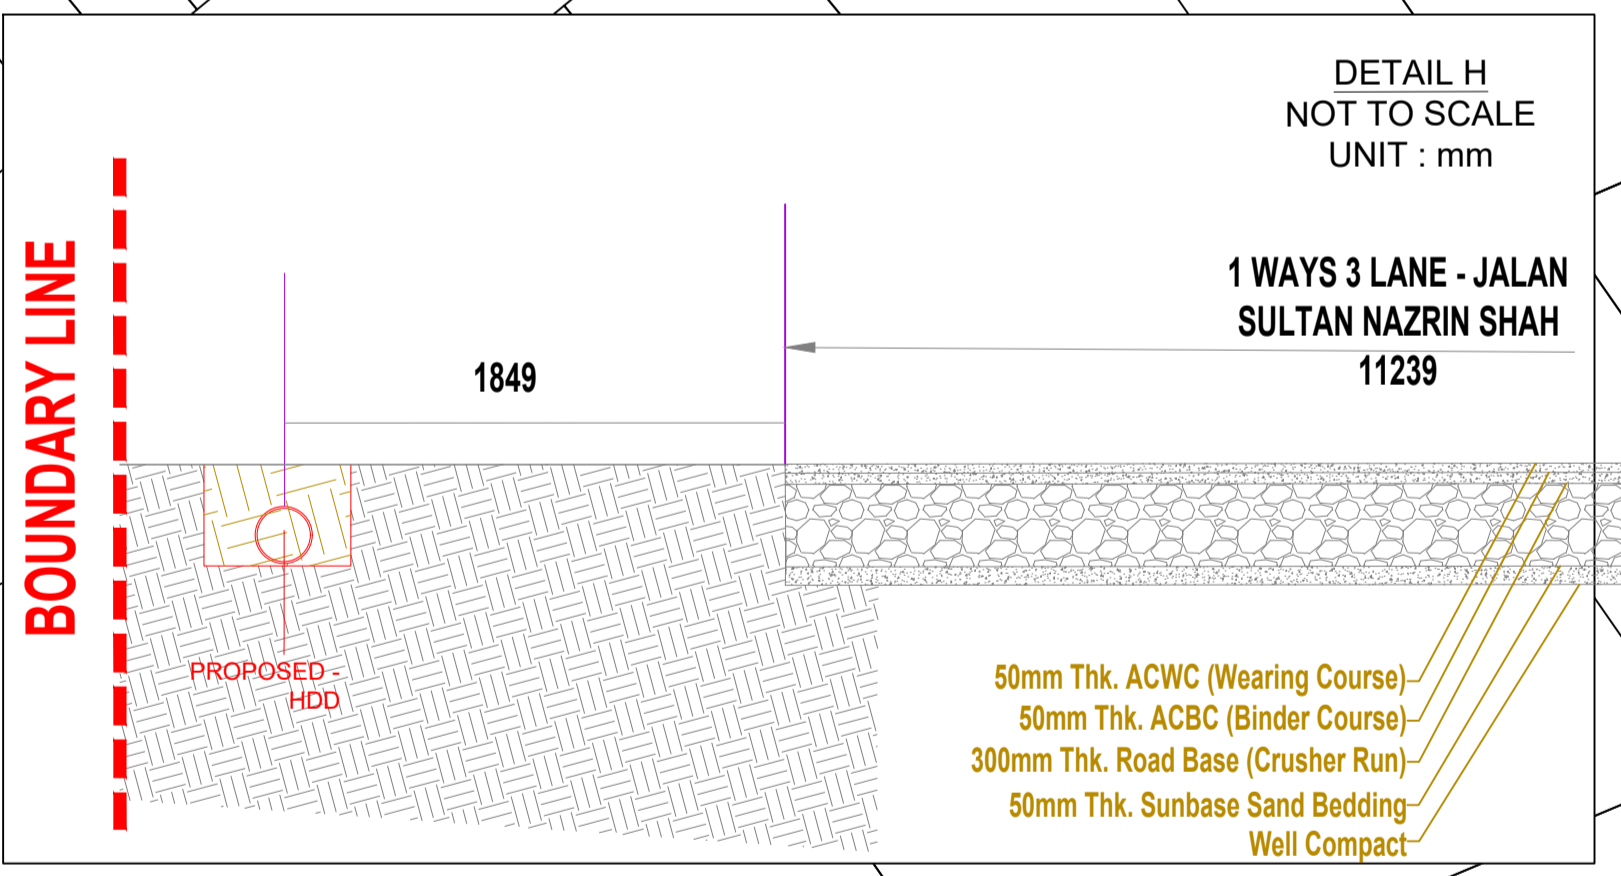 DETAIL H
NOT TO SCALE
UNIT : mm
BOUNDARY LINE
1 WAYS 3 LANE - JALAN
SULTAN NAZRIN SHAH
11239
1849
PROPOSED -
HDD
50mm Thk. ACWC (Wearing Course)
50mm Thk. ACBC (Binder Course)
300mm Thk. Road Base (Crusher Run)
50mm Thk. Sunbase Sand Bedding
Well Compact